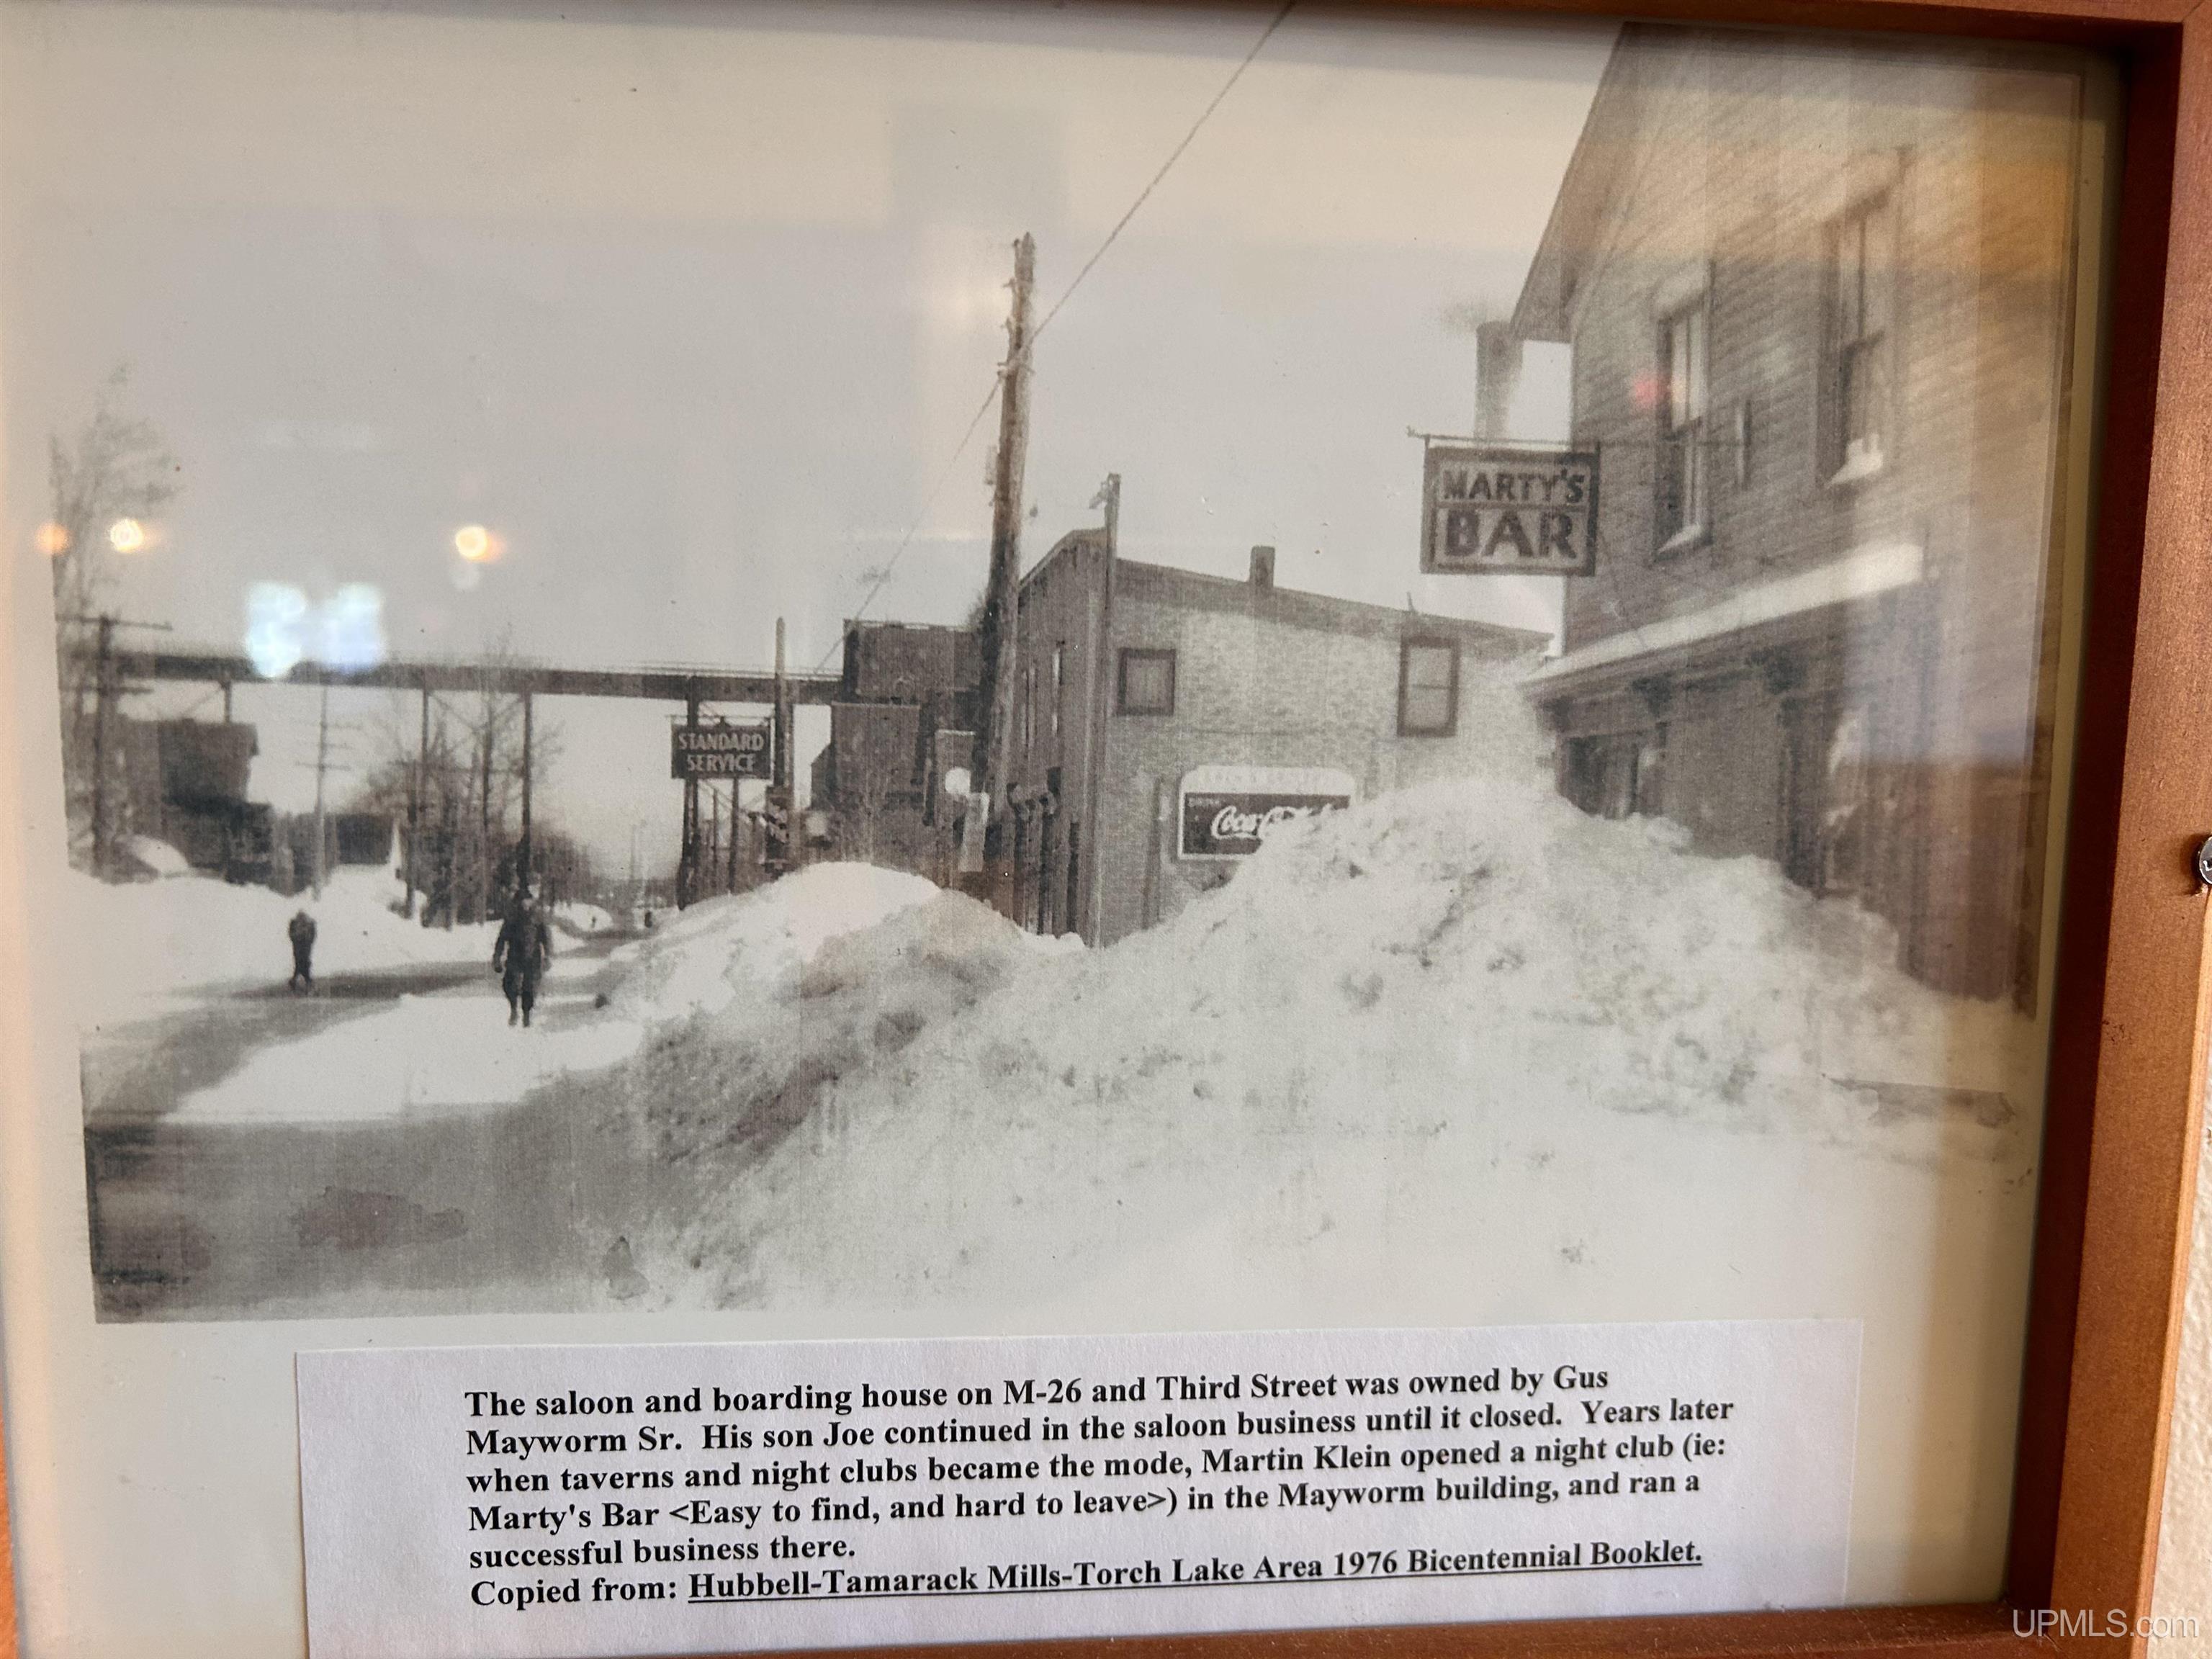 MARTY'S
BAR
STANDARD
SERVICE
DRINK
Coca-Cola
The saloon and boarding house on M-26 and Third Street was owned by Gus
Mayworm Sr.  His son Joe continued in the saloon business until it closed.  Years later
when taverns and night clubs became the mode, Martin Klein opened a night club (ie:
Marty's Bar <Easy to find, and hard to leave>) in the Mayworm building, and ran a
successful business there.
Copied from: Hubbell-Tamarack Mills-Torch Lake Area 1976 Bicentennial Booklet.
UPMLS.com